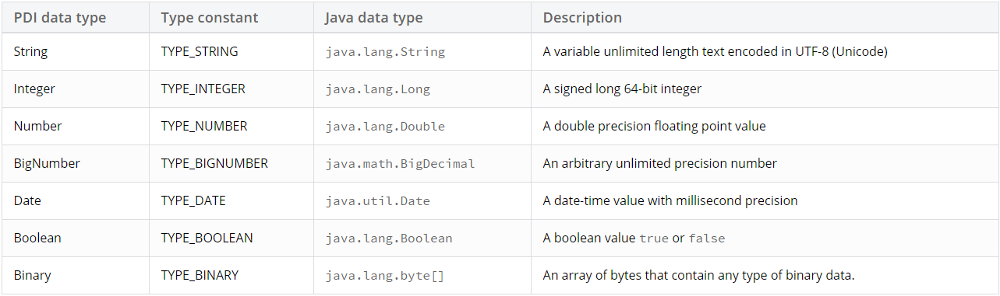 PDI data type Type constant Java data type Description
String TYPE_STRING java.lang.String A variable unlimited length text encoded in UTF-8 (Unicode)
Integer TYPE_INTEGER java.lang.Long A signed long 64-bit integer
Number TYPE_NUMBER java.lang.Double A double precision floating point value
BigNumber TYPE_BIGNUMBER java.math.BigDecimal An arbitrary unlimited precision number
Date TYPE_DATE java.util.Date A date-time value with millisecond precision
Boolean TYPE_BOOLEAN java.lang.Boolean A boolean value true or false
Binary TYPE_BINARY java.lang.byte[] An array of bytes that contain any type of binary data.